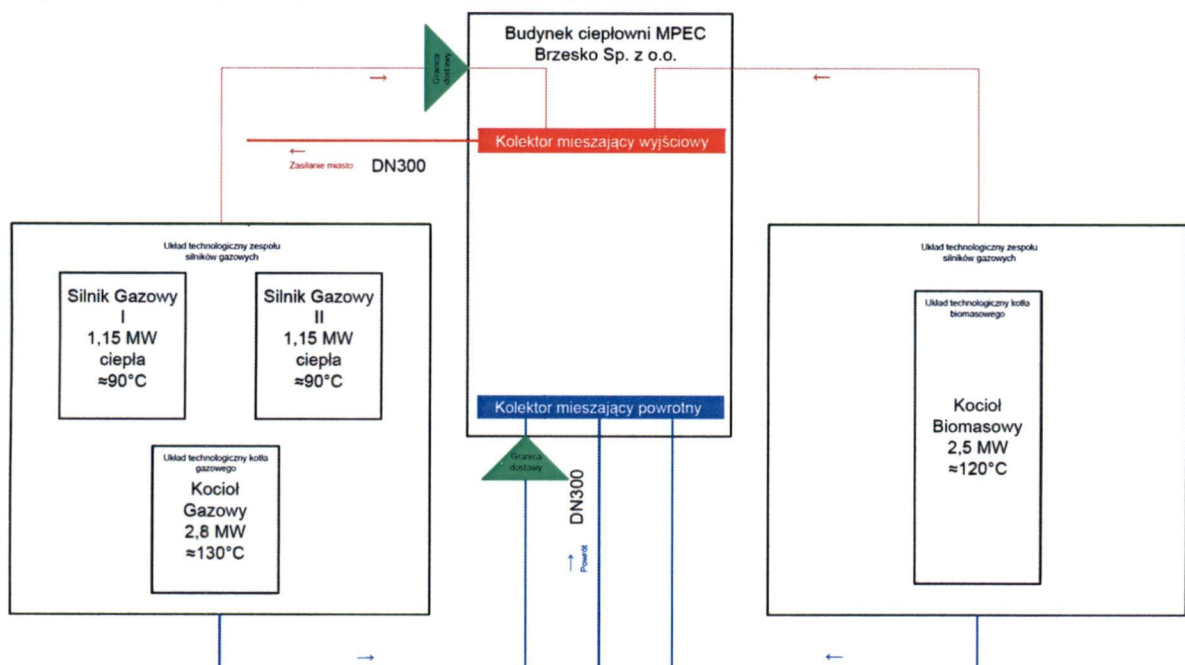 Budynek ciepłowni MPEC
Brzesko Sp. z o.o.
Granica
dostawy
→
←
Kolektor mieszający wyjściowy
←
Zasilanie miasto
DN300
Układ technologiczny zespołu
silników gazowych
Silnik Gazowy
I
1,15 MW
ciepła
≈90°C
Silnik Gazowy
II
1,15 MW
ciepła
≈90°C
Układ technologiczny kotła
gazowego
Kocioł
Gazowy
2,8 MW
≈130°C
Kolektor mieszający powrotny
Granica
dostawy
DN300
→
Powrót
Układ technologiczny zespołu
silników gazowych
Układ technologiczny kotła
biomasowego
Kocioł
Biomasowy
2,5 MW
≈120°C
→
←